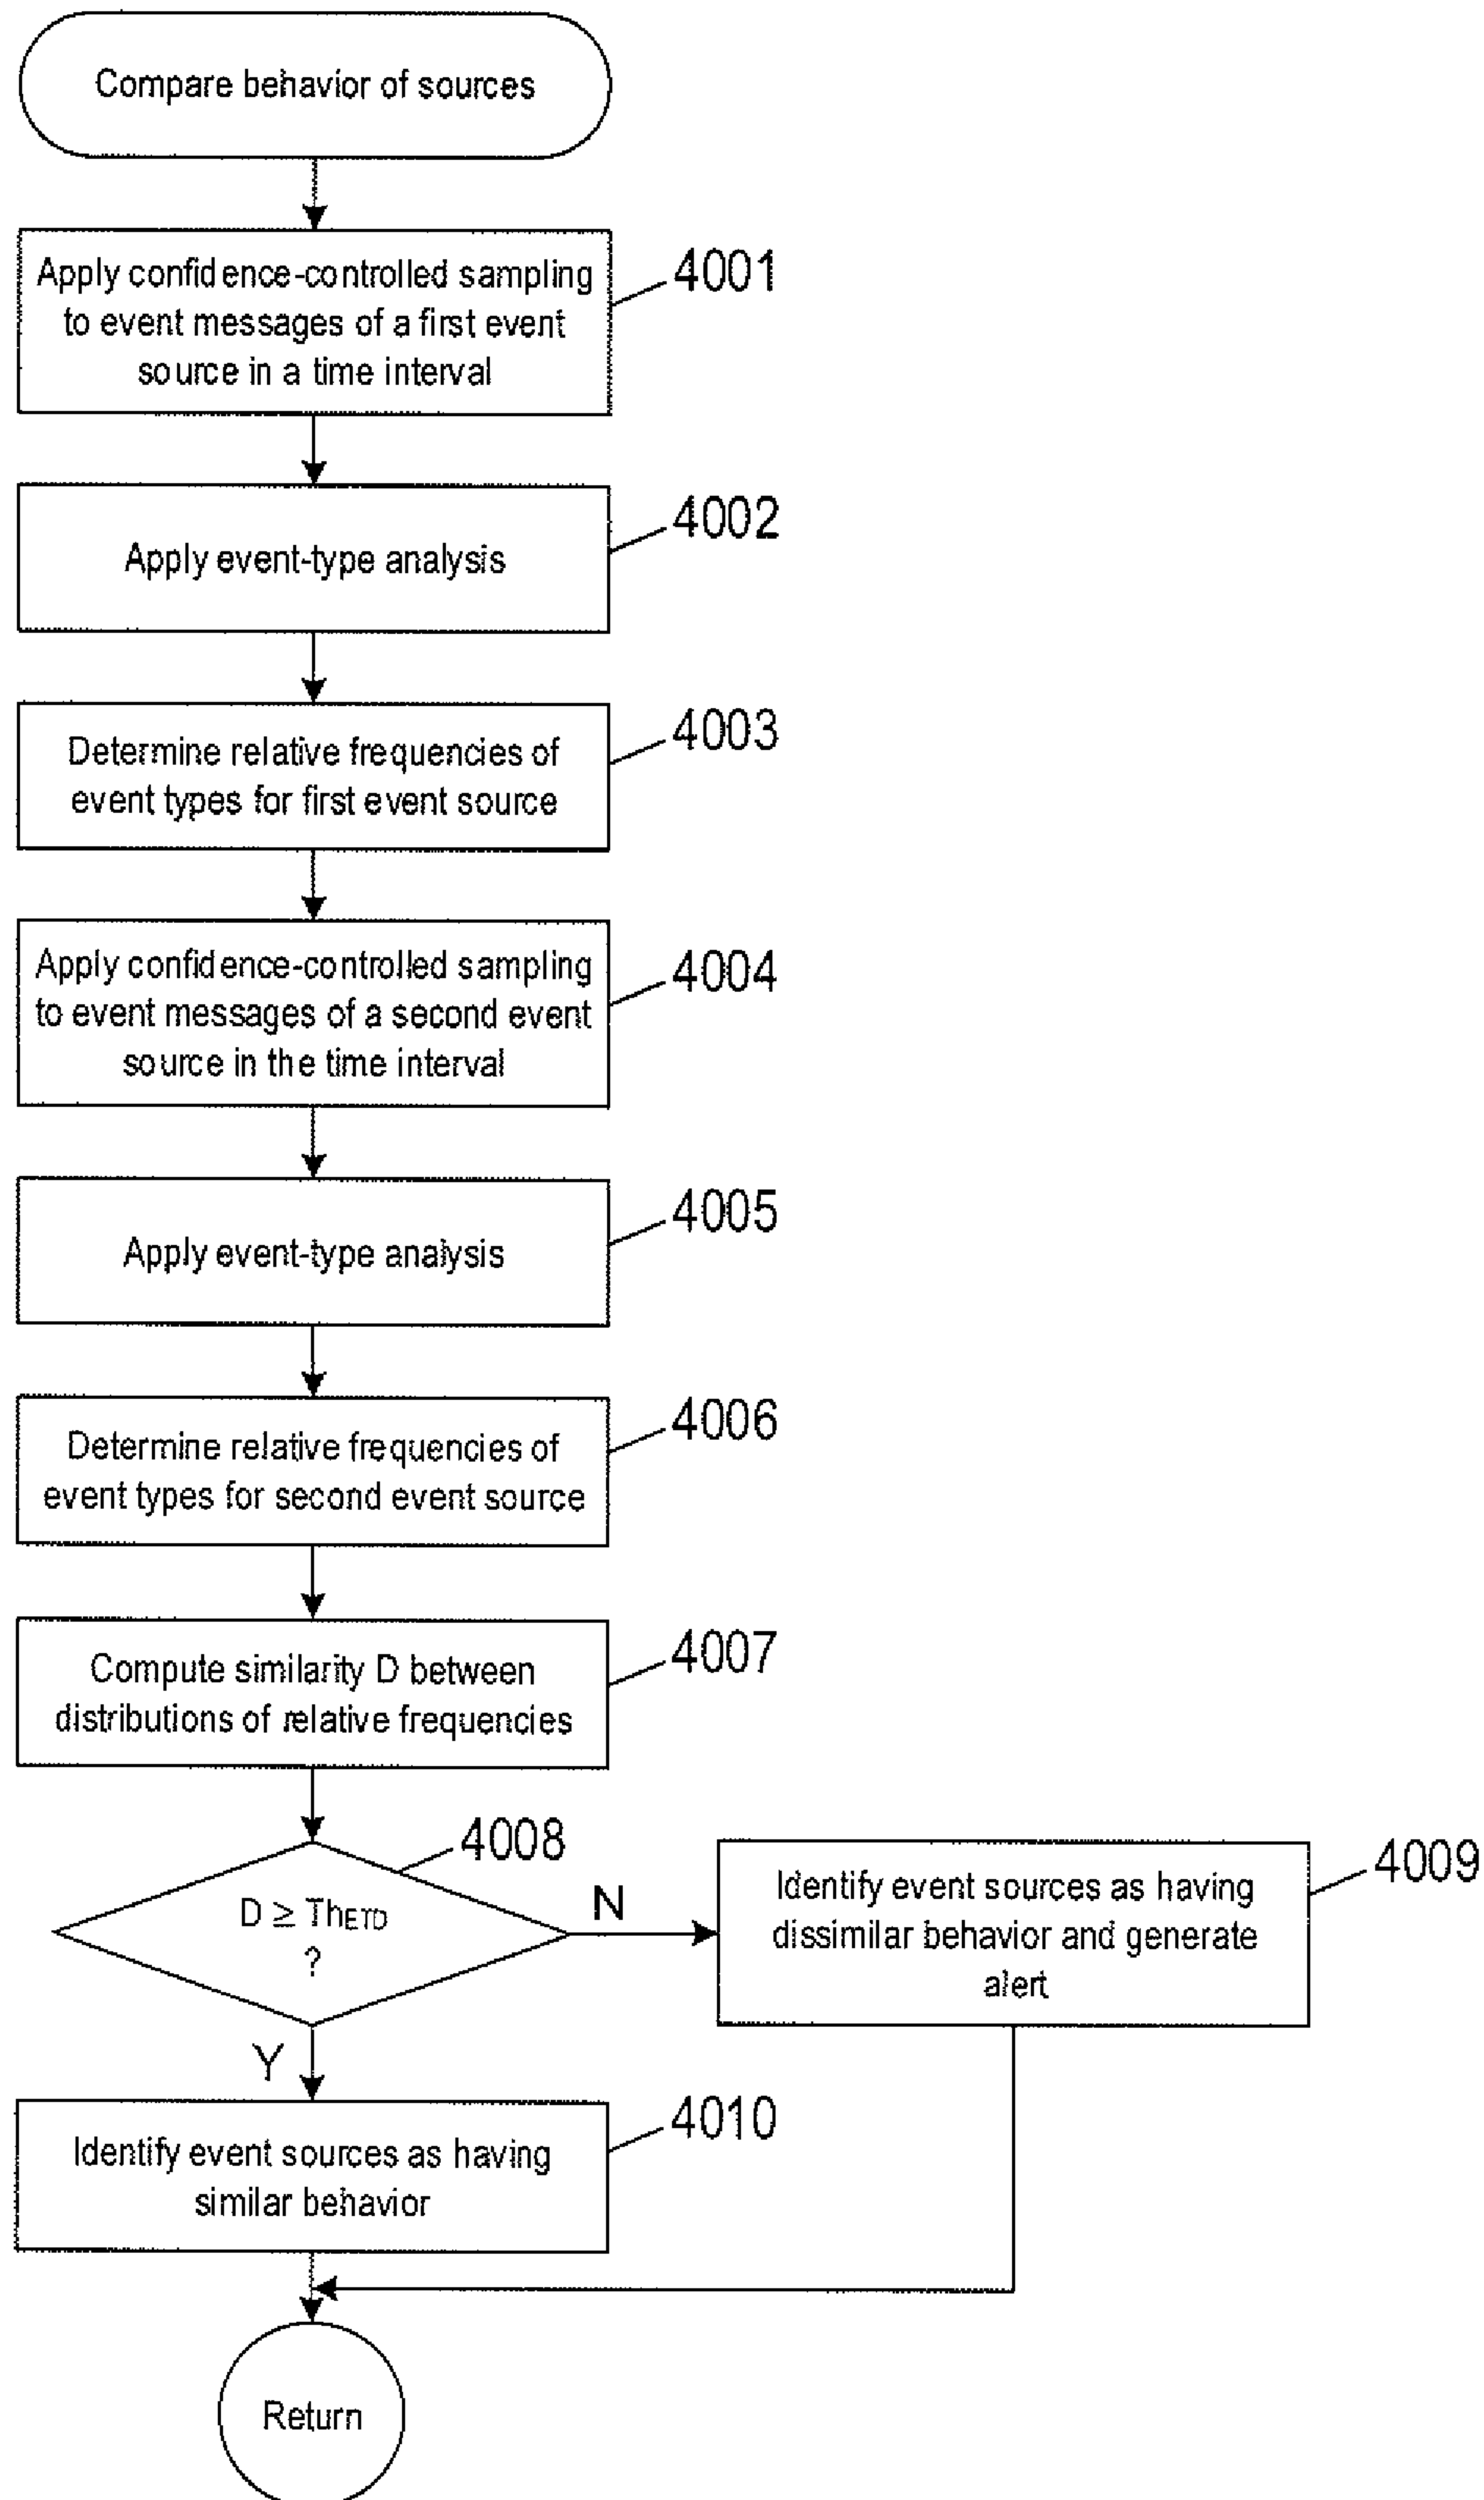 Compare behavior of sources
Apply confidence-controlled sampling
to event messages of a first event
source in a time interval
4001
Apply event-type analysis
4002
Determine relative frequencies of
event types for first event source
4003
Apply confidence-controlled sampling
to event messages of a second event
source in the time interval
4004
Apply event-type analysis
4005
Determine relative frequencies of
event types for second event source
4006
Compute similarity D between
distributions of relative frequencies
4007
4008
D ≥ ThETD
?
N
Y
Identify event sources as having
dissimilar behavior and generate
alert
4009
Identify event sources as having
similar behavior
4010
Return